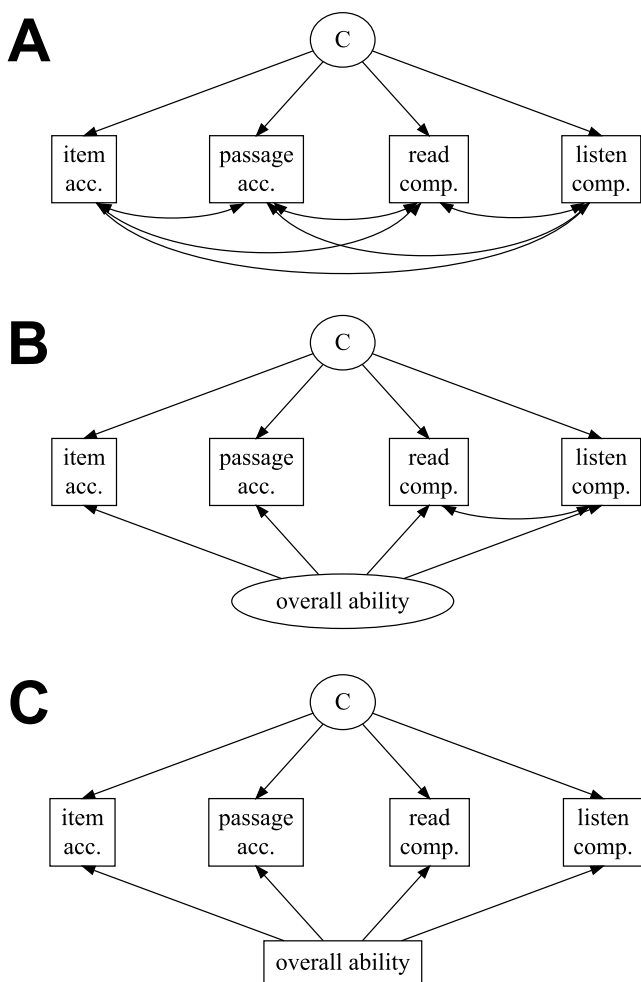 A
C
item
acc.
passage
acc.
read
comp.
listen
comp.
B
C
item
acc.
passage
acc.
read
comp.
listen
comp.
overall ability
C
C
item
acc.
passage
acc.
read
comp.
listen
comp.
overall ability